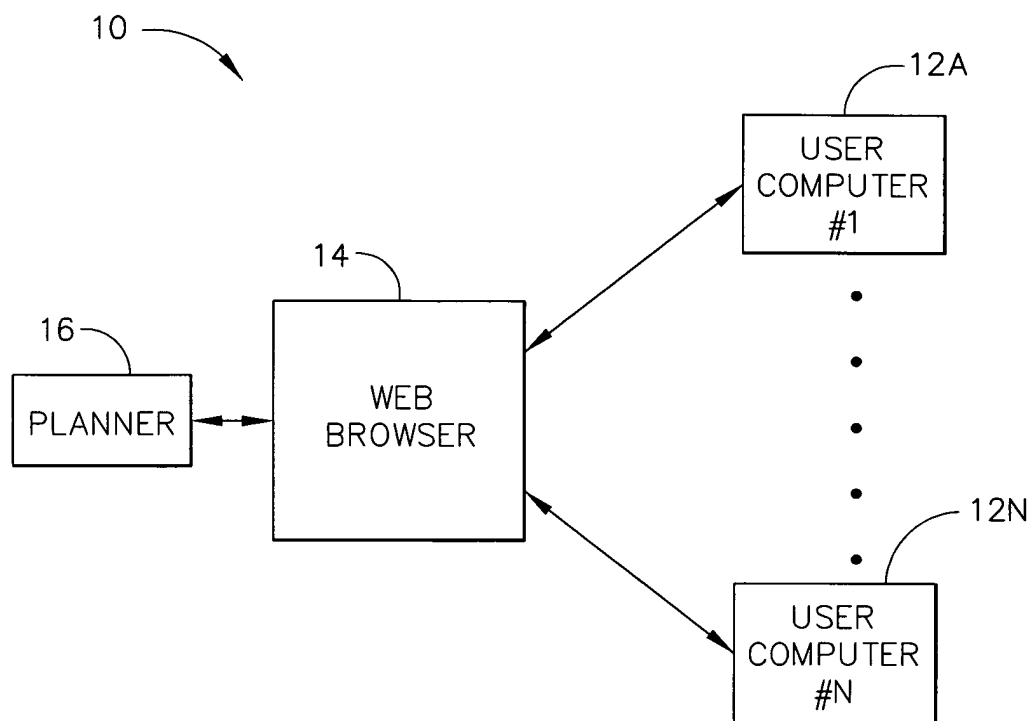 10
12A
USER
COMPUTER
#1
14
16
WEB
BROWSER
PLANNER
12N
USER
COMPUTER
#N